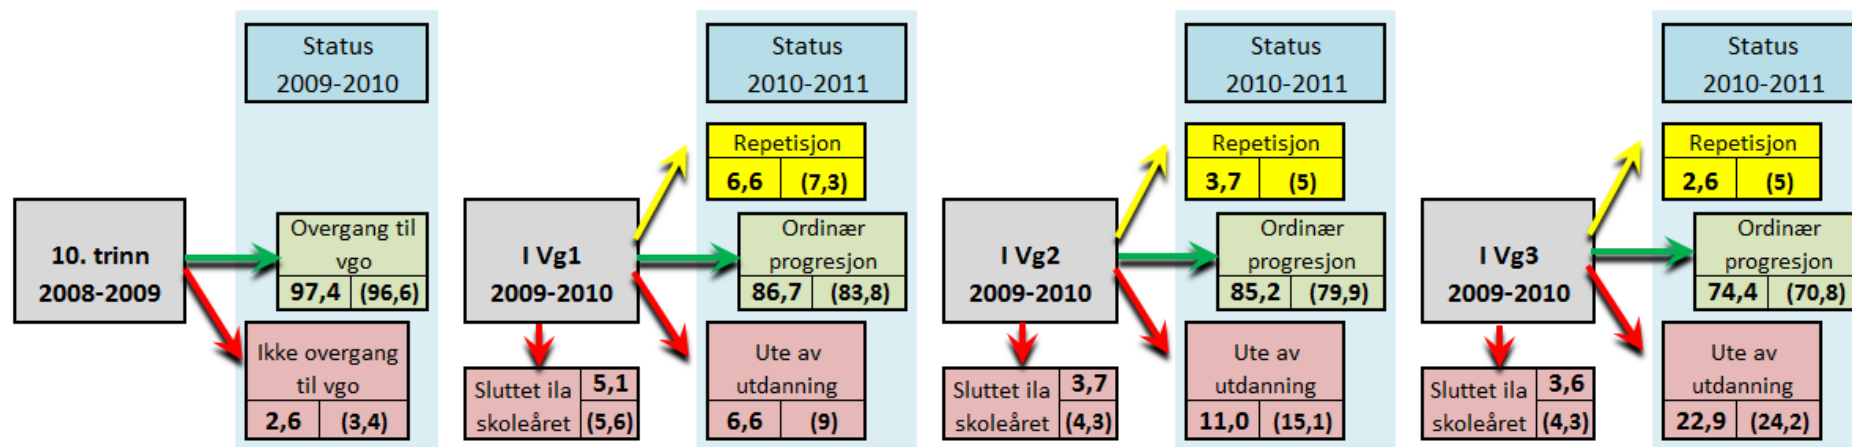 Status
2009-2010
10. trinn
2008-2009
Overgang til
vgo
97,4 (96,6)
Ikke overgang
til vgo
2,6 (3,4)
Status
2010-2011
I Vg1
2009-2010
Repetisjon
6,6 (7,3)
Ordinær
progresjon
86,7 (83,8)
Ute av
utdanning
6,6 (9)
Sluttet ila 5,1
skoleåret (5,6)
Status
2010-2011
I Vg2
2009-2010
Repetisjon
3,7 (5)
Ordinær
progresjon
85,2 (79,9)
Ute av
utdanning
11,0 (15,1)
Sluttet ila 3,7
skoleåret (4,3)
Status
2010-2011
I Vg3
2009-2010
Repetisjon
2,6 (5)
Ordinær
progresjon
74,4 (70,8)
Ute av
utdanning
22,9 (24,2)
Sluttet ila 3,6
skoleåret (4,3)